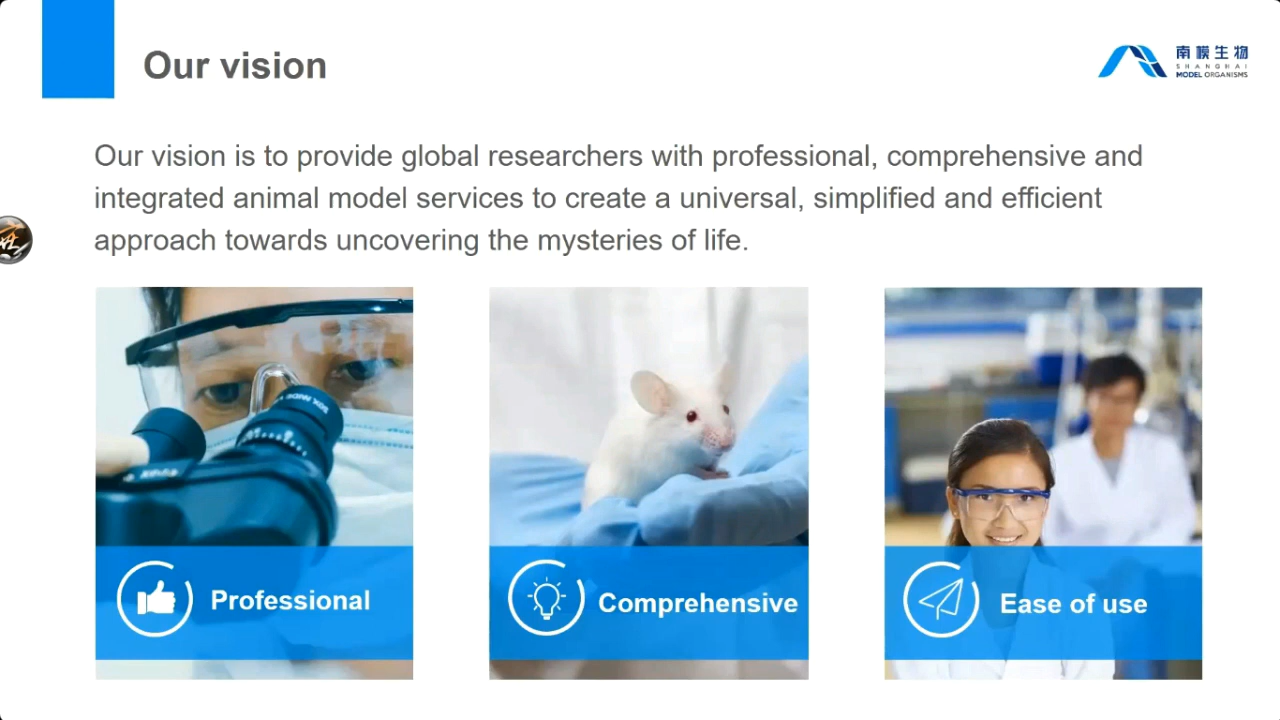 Our vision
南模生物
SHANGHAI
MODEL ORGANISMS
Our vision is to provide global researchers with professional, comprehensive and
integrated animal model services to create a universal, simplified and efficient
approach towards uncovering the mysteries of life.
Professional
Comprehensive
Ease of use